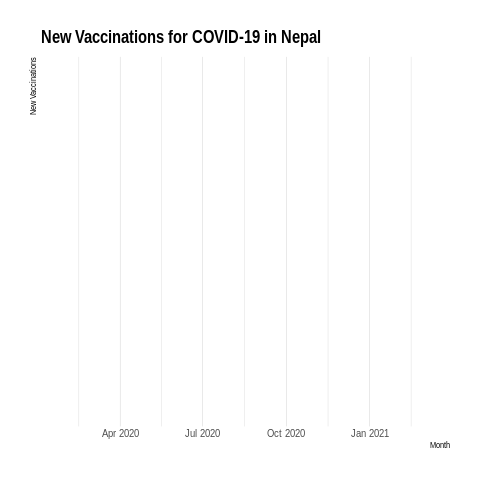 New Vaccinations for COVID-19 in Nepal
New Vaccinations
Apr 2020 Jul 2020 Oct 2020 Jan 2021
Month